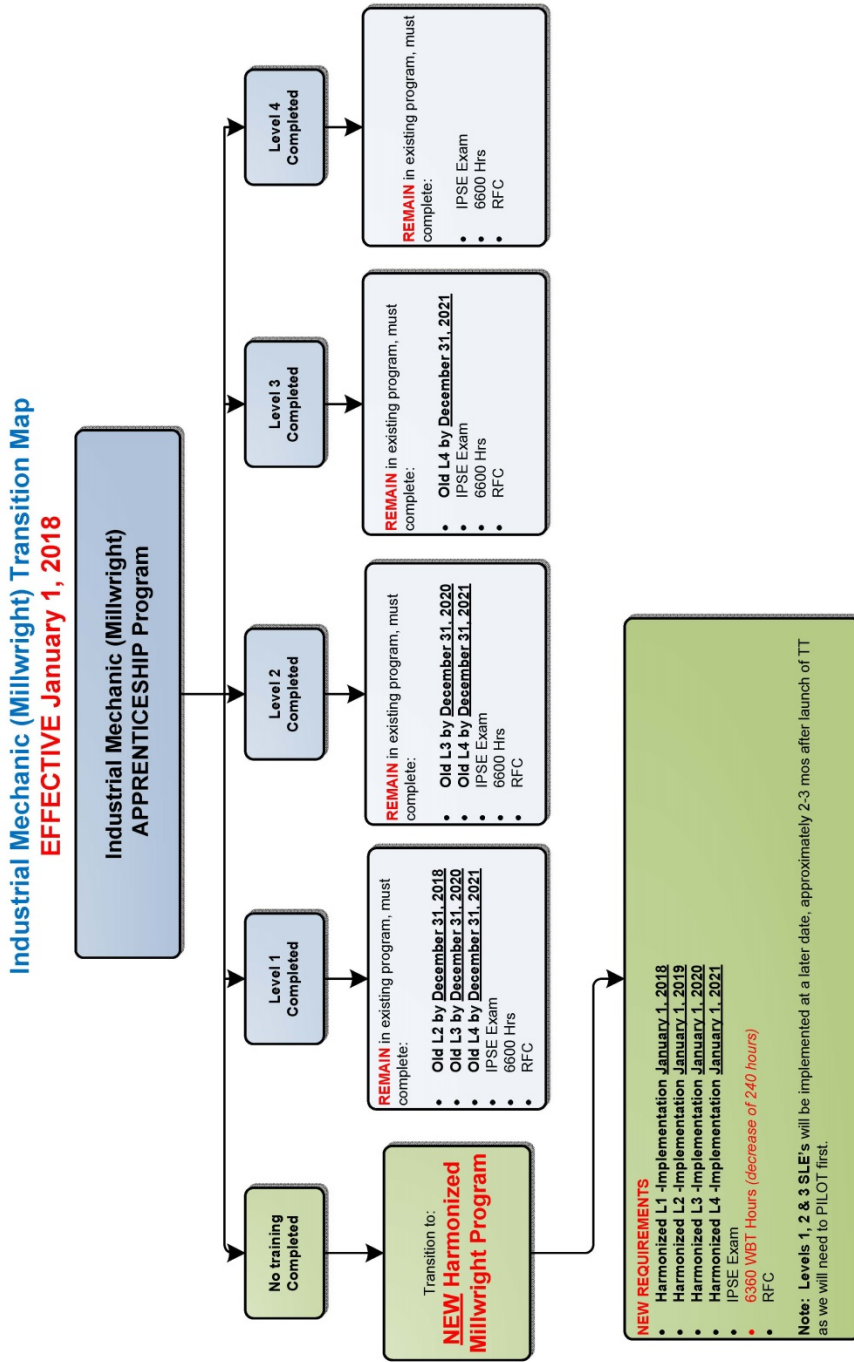 Industrial Mechanic (Millwright) Transition Map
EFFECTIVE January 1, 2018
Industrial Mechanic (Millwright)
APPRENTICESHIP Program
No training
Completed
Level 1
Completed
Level 2
Completed
Level 3
Completed
Level 4
Completed
Transition to:
NEW Harmonized
Millwright Program
REMAIN in existing program, must
complete:
• Old L2 by December 31, 2018
• Old L3 by December 31, 2020
• Old L4 by December 31, 2021
• IPSE Exam
• 6600 Hrs
• RFC
REMAIN in existing program, must
complete:
• Old L3 by December 31, 2020
• Old L4 by December 31, 2021
• IPSE Exam
• 6600 Hrs
• RFC
REMAIN in existing program, must
complete:
• Old L4 by December 31, 2021
• IPSE Exam
• 6600 Hrs
• RFC
REMAIN in existing program, must
complete:
• IPSE Exam
• 6600 Hrs
• RFC
NEW REQUIREMENTS
• Harmonized L1 -Implementation January 1, 2018
• Harmonized L2 -Implementation January 1, 2019
• Harmonized L3 -Implementation January 1, 2020
• Harmonized L4 -Implementation January 1, 2021
• IPSE Exam
• 6360 WBT Hours (decrease of 240 hours)
• RFC
Note: Levels 1, 2 & 3 SLE's will be implemented at a later date, approximately 2-3 mos after launch of TT
as we will need to PILOT first.